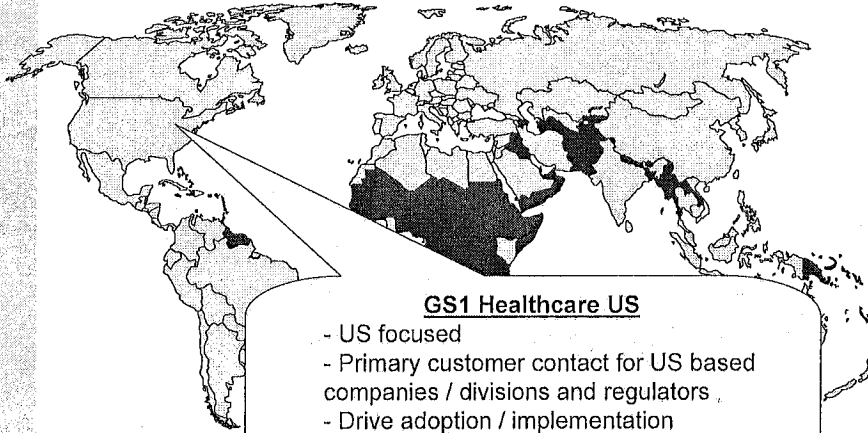 GS1 Healthcare US
- US focused
- Primary customer contact for US based
companies / divisions and regulators
- Drive adoption / implementation